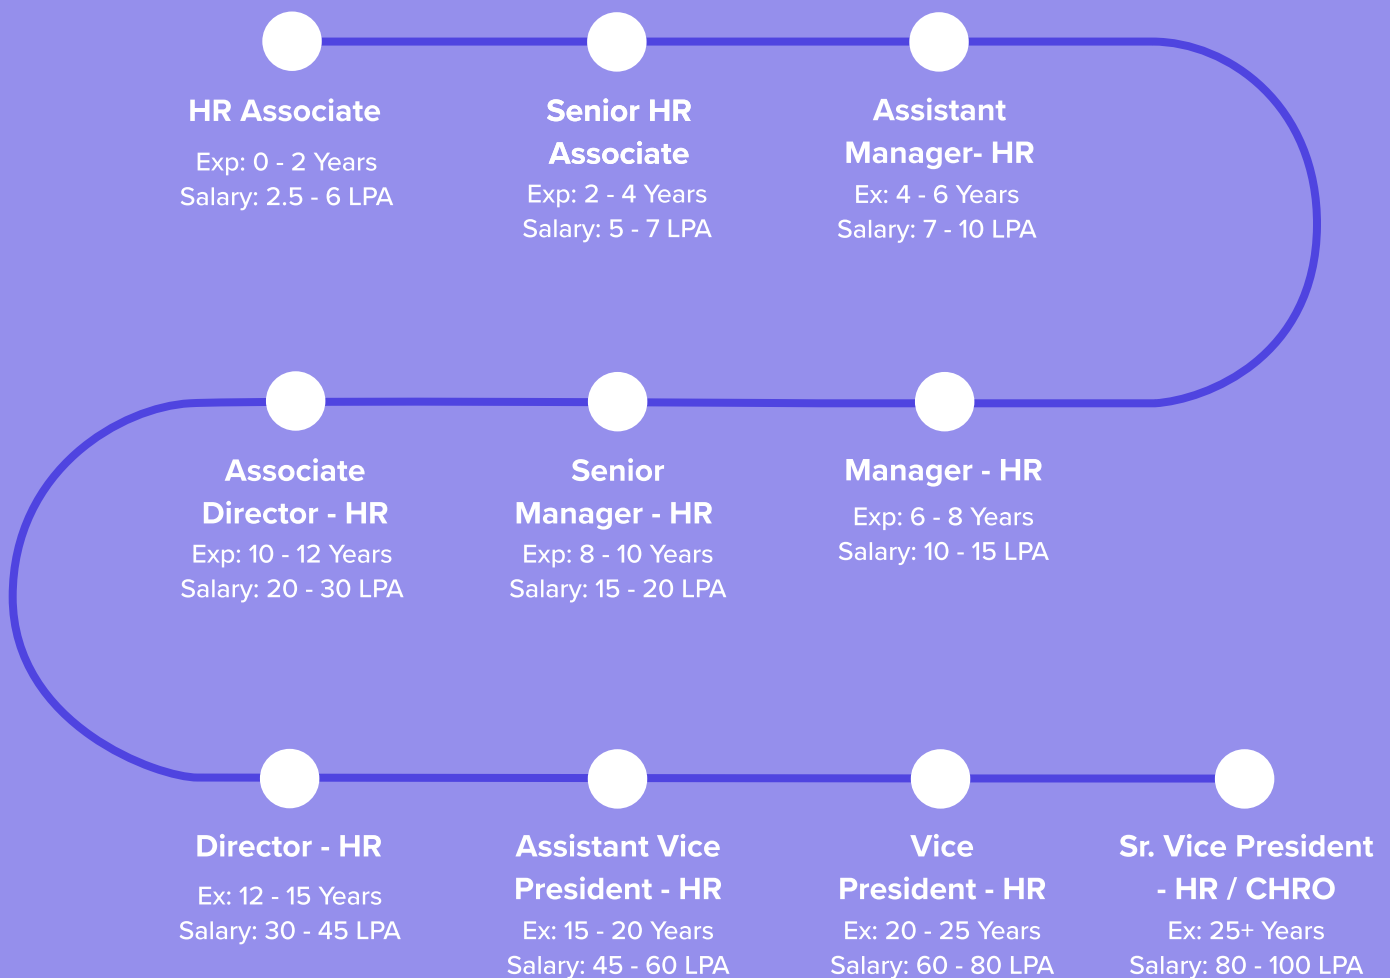 HR Associate
Exp: 0 - 2 Years
Salary: 2.5 - 6 LPA
Senior HR
Associate
Exp: 2 - 4 Years
Salary: 5 - 7 LPA
Assistant
Manager- HR
Ex: 4 - 6 Years
Salary: 7 - 10 LPA
Manager - HR
Exp: 6 - 8 Years
Salary: 10 - 15 LPA
Senior
Manager - HR
Exp: 8 - 10 Years
Salary: 15 - 20 LPA
Associate
Director - HR
Exp: 10 - 12 Years
Salary: 20 - 30 LPA
Director - HR
Ex: 12 - 15 Years
Salary: 30 - 45 LPA
Assistant Vice
President - HR
Ex: 15 - 20 Years
Salary: 45 - 60 LPA
Vice
President - HR
Ex: 20 - 25 Years
Salary: 60 - 80 LPA
Sr. Vice President
- HR / CHRO
Ex: 25+ Years
Salary: 80 - 100 LPA